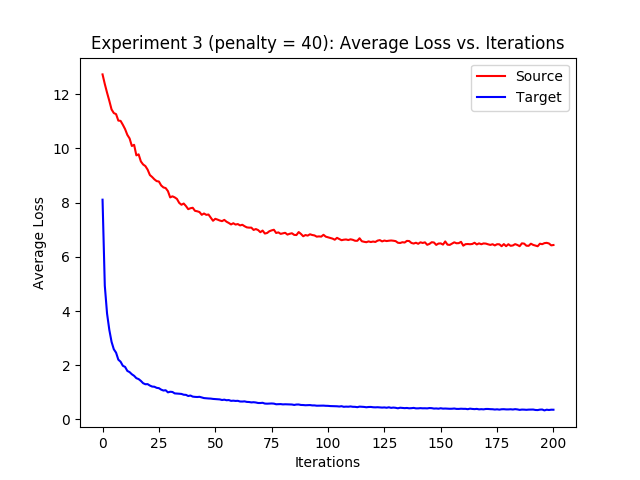 Experiment 3 (penalty = 40): Average Loss vs. Iterations
Source
Target
Average Loss
12
10
8
6
4
2
0
0 25 50 75 100 125 150 175 200
Iterations